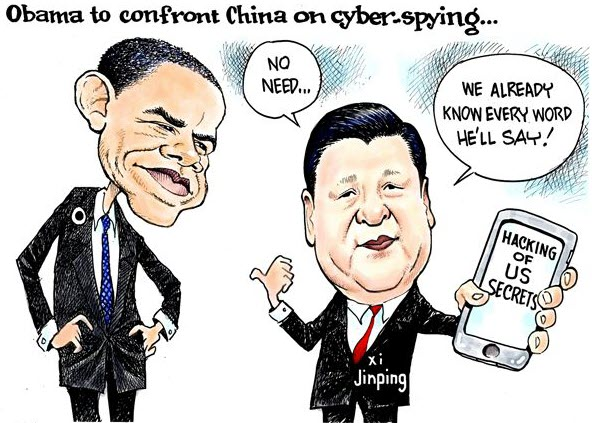 Obama to confront China on cyber-spying...
NO
NEED...
WE ALREADY
KNOW EVERY WORD
HE'LL SAY!
HACKING
OF
US
SECRETS
xi
Jinping